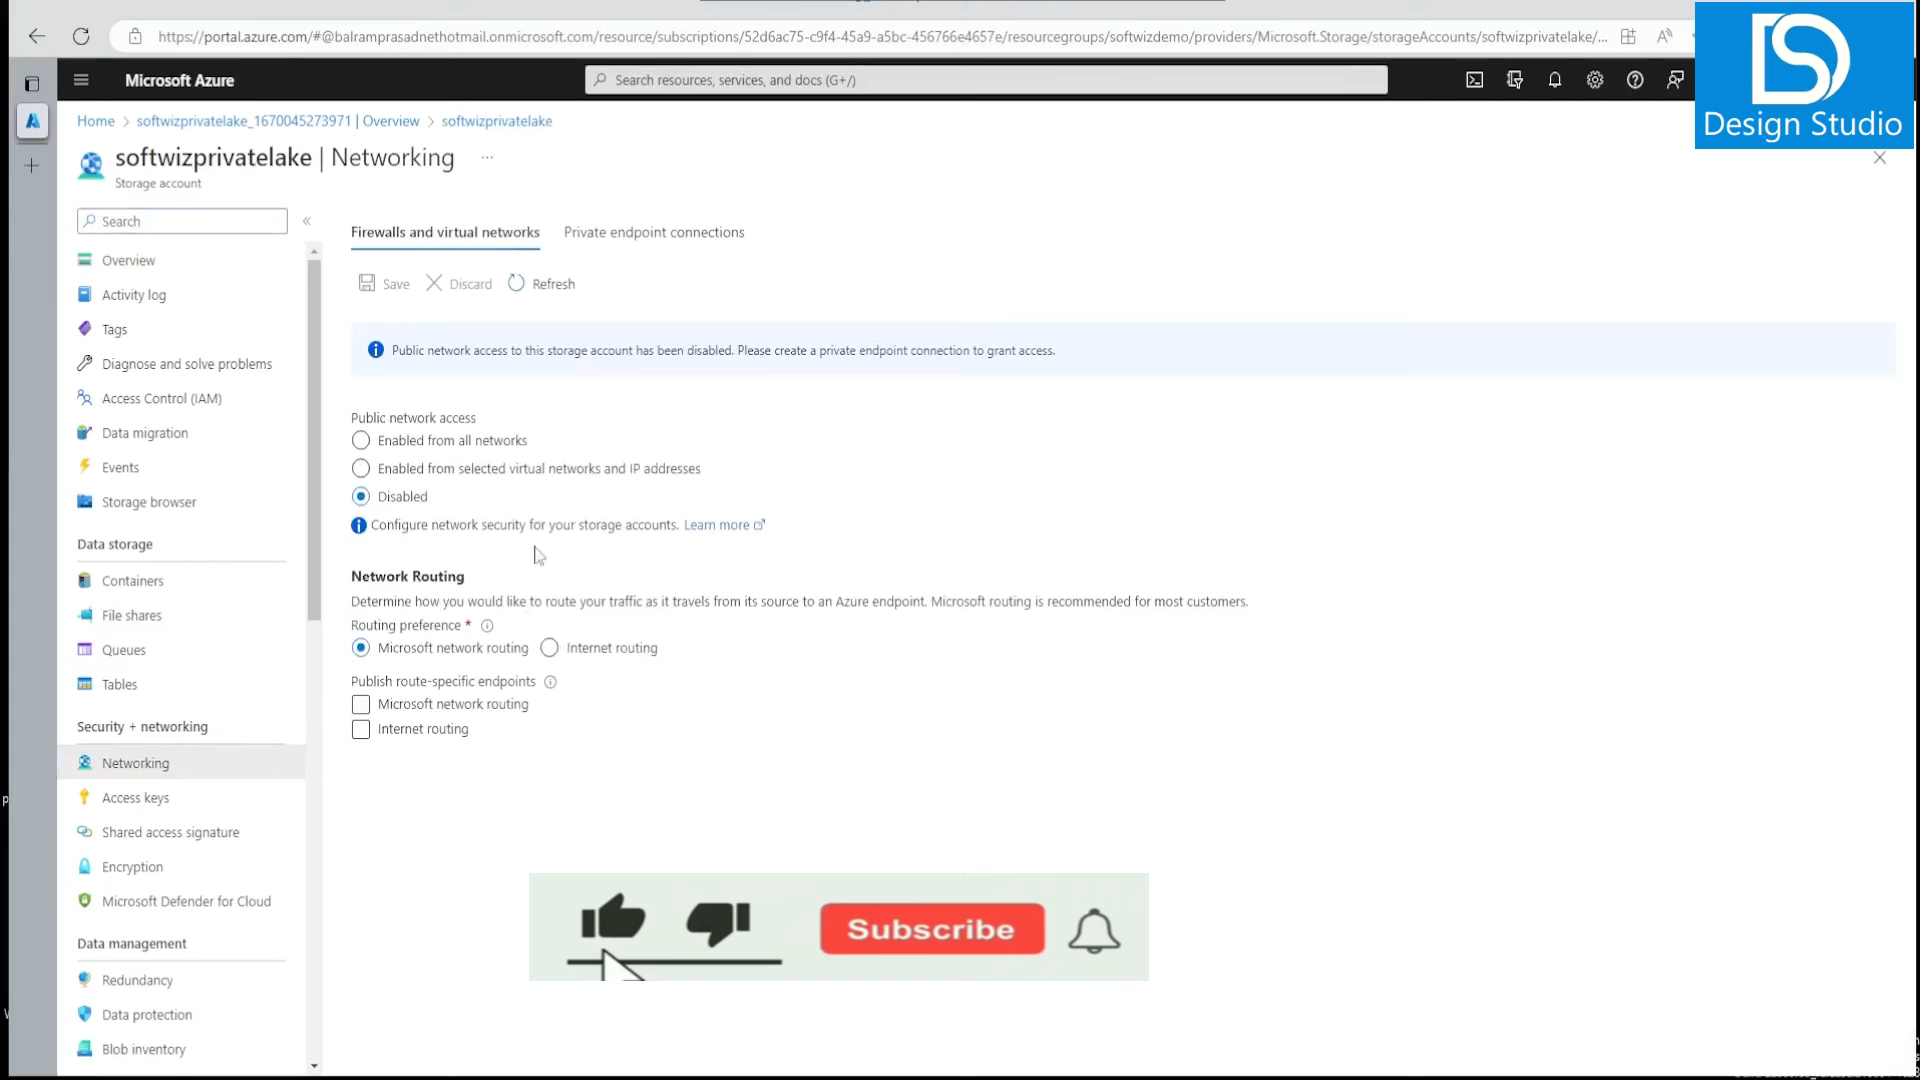 https://portal.azure.com/#@balramprasadnethotmail.onmicrosoft.com/resource/subscriptions/52d6ac75-c9f4-45a9-a5bc-456766e4657e/resourcegroups/softwizdemo/providers/Microsoft.Storage/storageAccounts/softwizprivatelake/...
Microsoft Azure
Search resources, services, and docs (G+/)
Design Studio
Home > softwizprivatelake_1670045273971 | Overview > softwizprivatelake
softwizprivatelake | Networking ...
Storage account
Search
Overview
Activity log
Tags
Diagnose and solve problems
Access Control (IAM)
Data migration
Events
Storage browser
Data storage
Containers
File shares
Queues
Tables
Security + networking
Networking
Access keys
Shared access signature
Encryption
Microsoft Defender for Cloud
Data management
Redundancy
Data protection
Blob inventory
Firewalls and virtual networks Private endpoint connections
Save Discard Refresh
Public network access to this storage account has been disabled. Please create a private endpoint connection to grant access.
Public network access
Enabled from all networks
Enabled from selected virtual networks and IP addresses
Disabled
Configure network security for your storage accounts. Learn more
Network Routing
Determine how you would like to route your traffic as it travels from its source to an Azure endpoint. Microsoft routing is recommended for most customers.
Routing preference *
Microsoft network routing Internet routing
Publish route-specific endpoints
Microsoft network routing
Internet routing
Subscribe